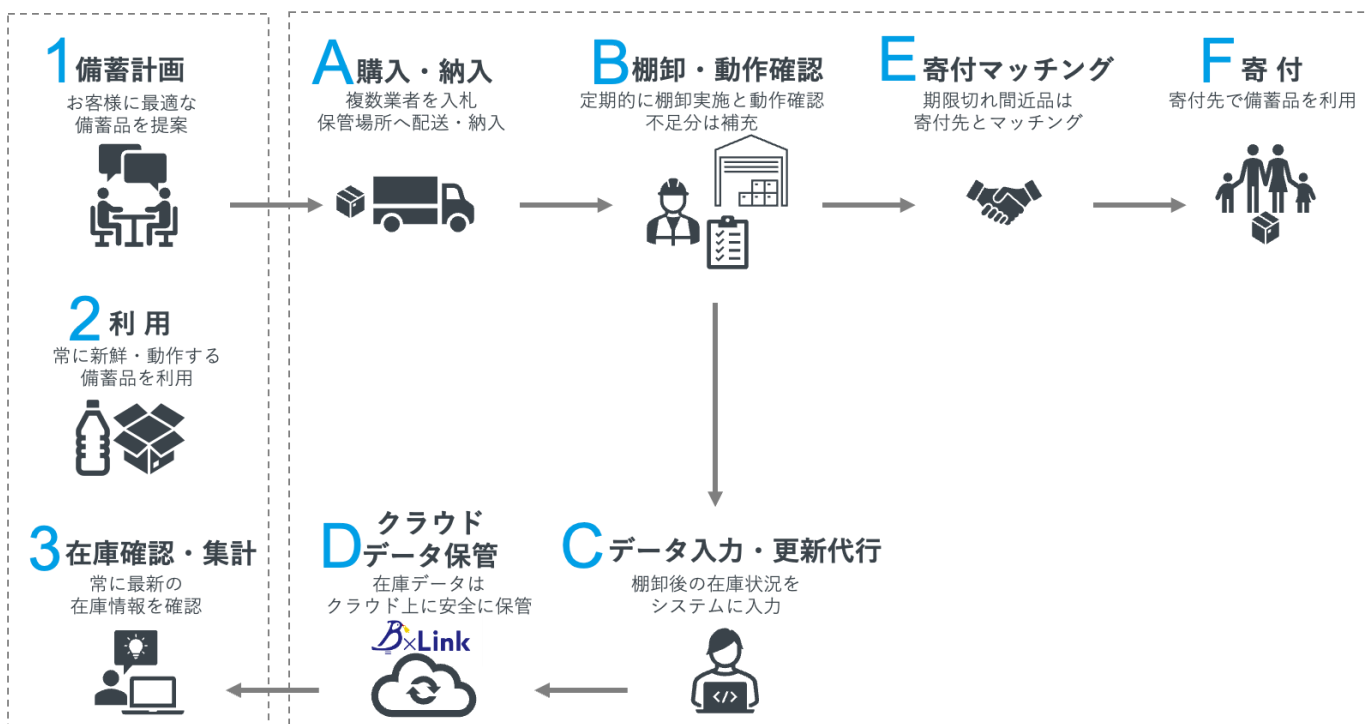 1 備蓄計画
お客様に最適な
備蓄品を提案
2 利 用
常に新鮮・動作する
備蓄品を利用
3 在庫確認・集計
常に最新の
在庫情報を確認
A 購入・納入
複数業者を入札
保管場所へ配送・納入
B 棚卸・動作確認
定期的に棚卸実施と動作確認
不足分は補充
E 寄付マッチング
期限切れ間近品は
寄付先とマッチング
F 寄 付
寄付先で備蓄品を利用
D クラウド
データ保管
在庫データは
クラウド上に安全に保管
B×Link
C データ入力・更新代行
棚卸後の在庫状況を
システムに入力
</>